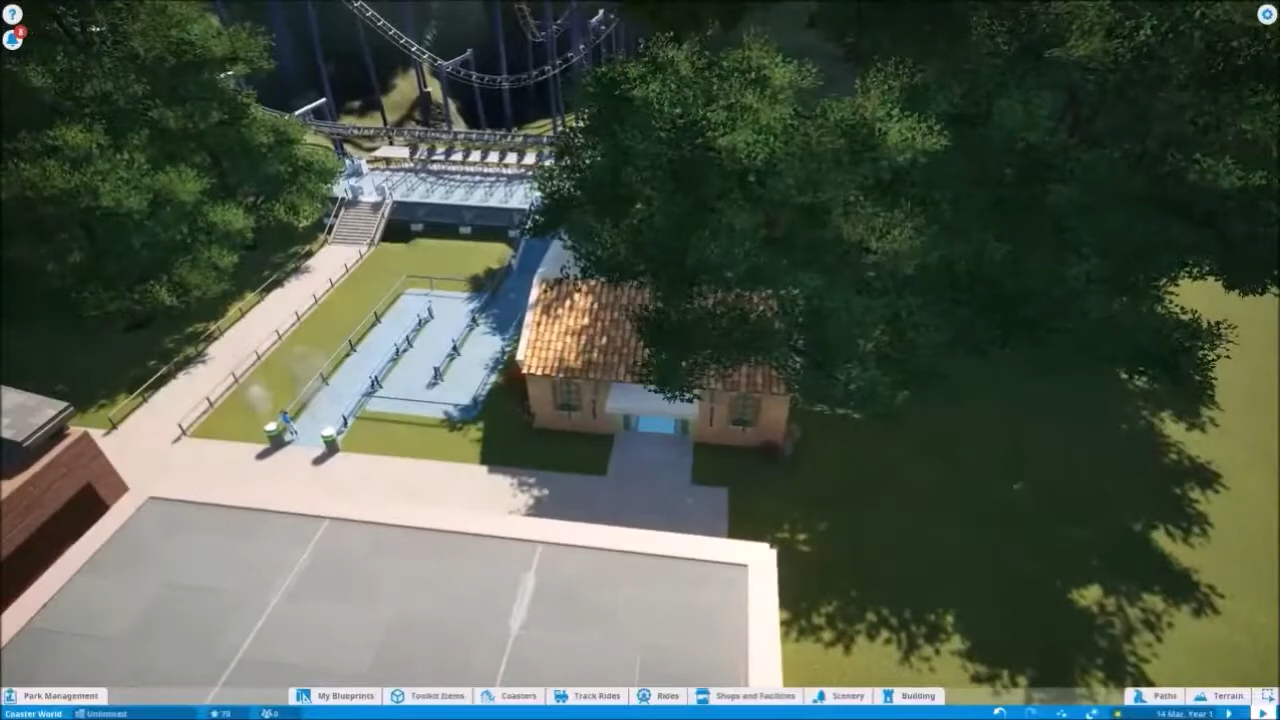 ?
8
Park Management
My Blueprints
Toolkit Items
Coasters
Track Rides
Rides
Shops and Facilities
Scenery
Building
Paths
Terrain
Coaster World
Unlimited
14 Mar, Year 1